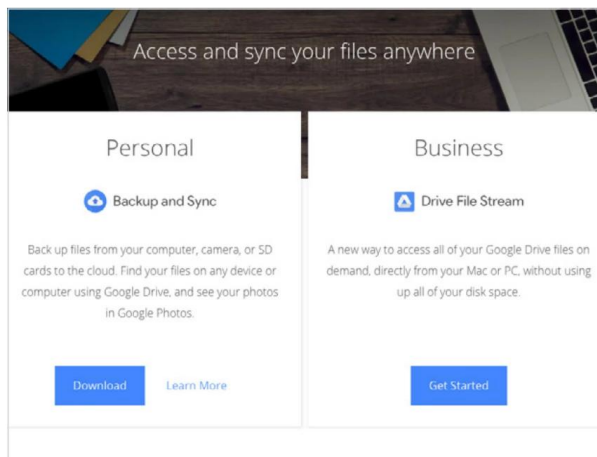 Access and sync your files anywhere
Personal
Backup and Sync
Back up files from your computer, camera, or SD
cards to the cloud. Find your files on any device or
computer using Google Drive, and see your photos
in Google Photos.
Download
Learn More
Business
Drive File Stream
A new way to access all of your Google Drive files on
demand, directly from your Mac or PC, without using
up all of your disk space.
Get Started